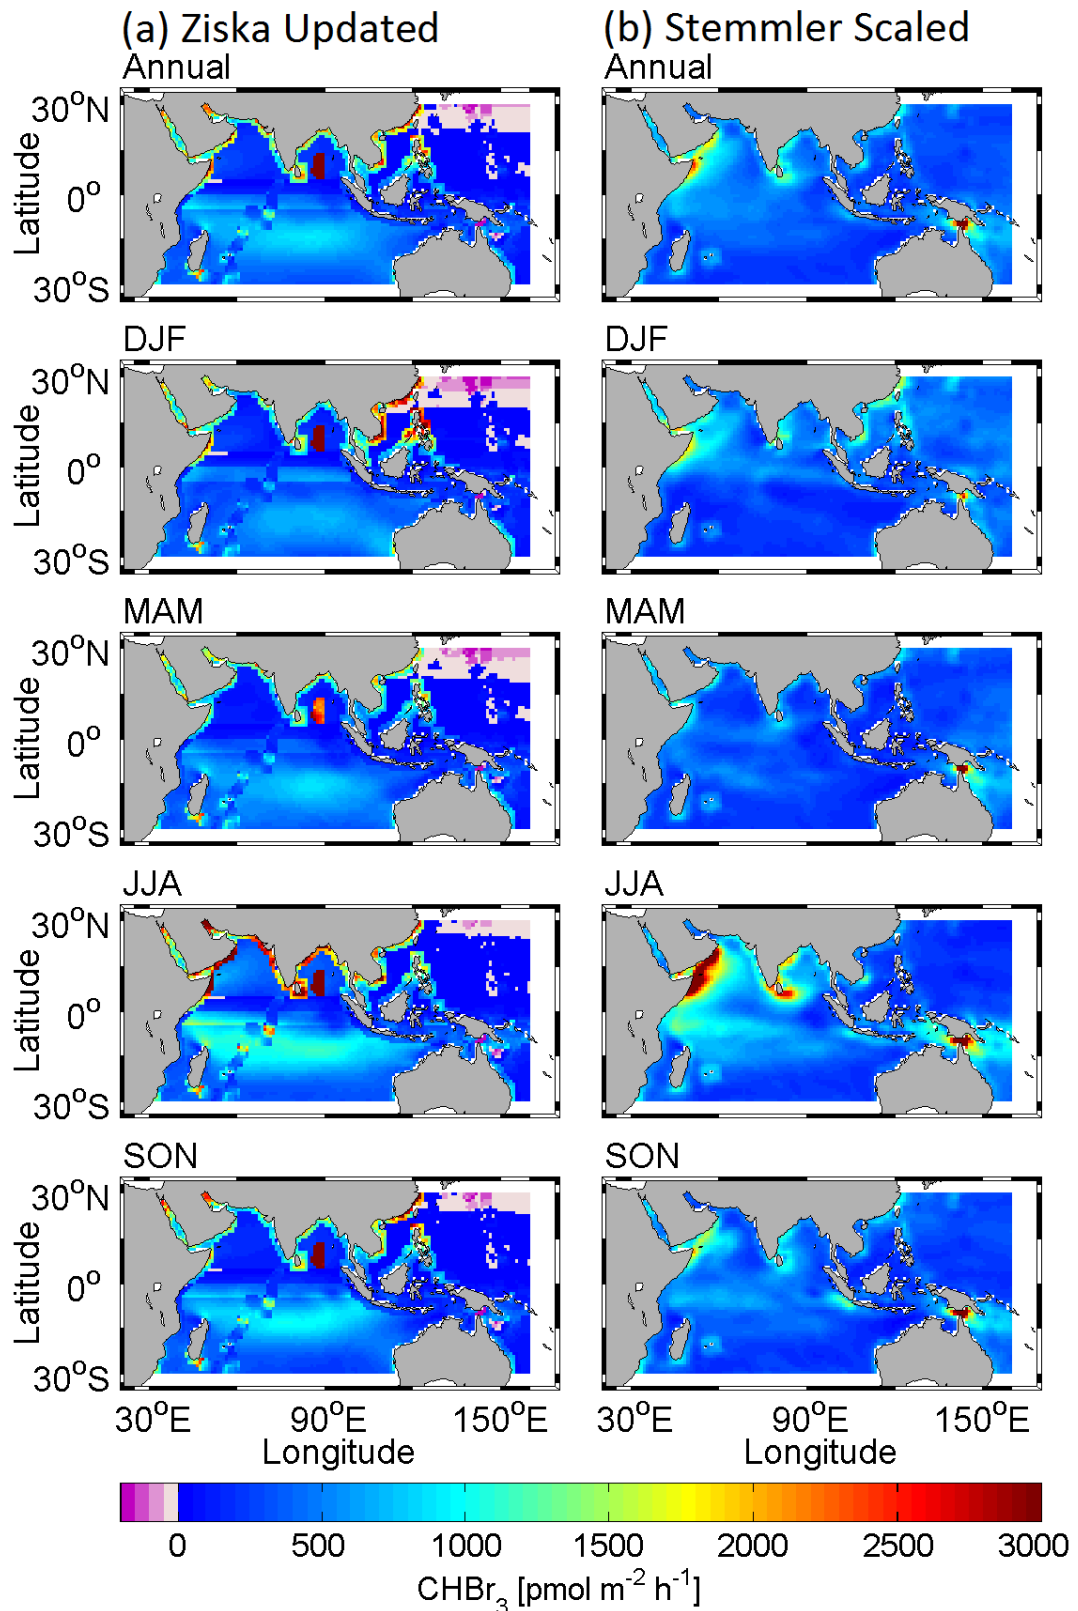 (a) Ziska Updated
(b) Stemmler Scaled
Annual
Annual
30°N
0°
30°S
Latitude
DJF
DJF
30°N
0°
30°S
Latitude
MAM
MAM
30°N
0°
30°S
Latitude
JJA
JJA
30°N
0°
30°S
Latitude
SON
SON
30°N
0°
30°S
Latitude
30°E 90°E 150°E
30°E 90°E 150°E
Longitude
Longitude
0 500 1000 1500 2000 2500 3000
CHBr₃ [pmol m⁻² h⁻¹]